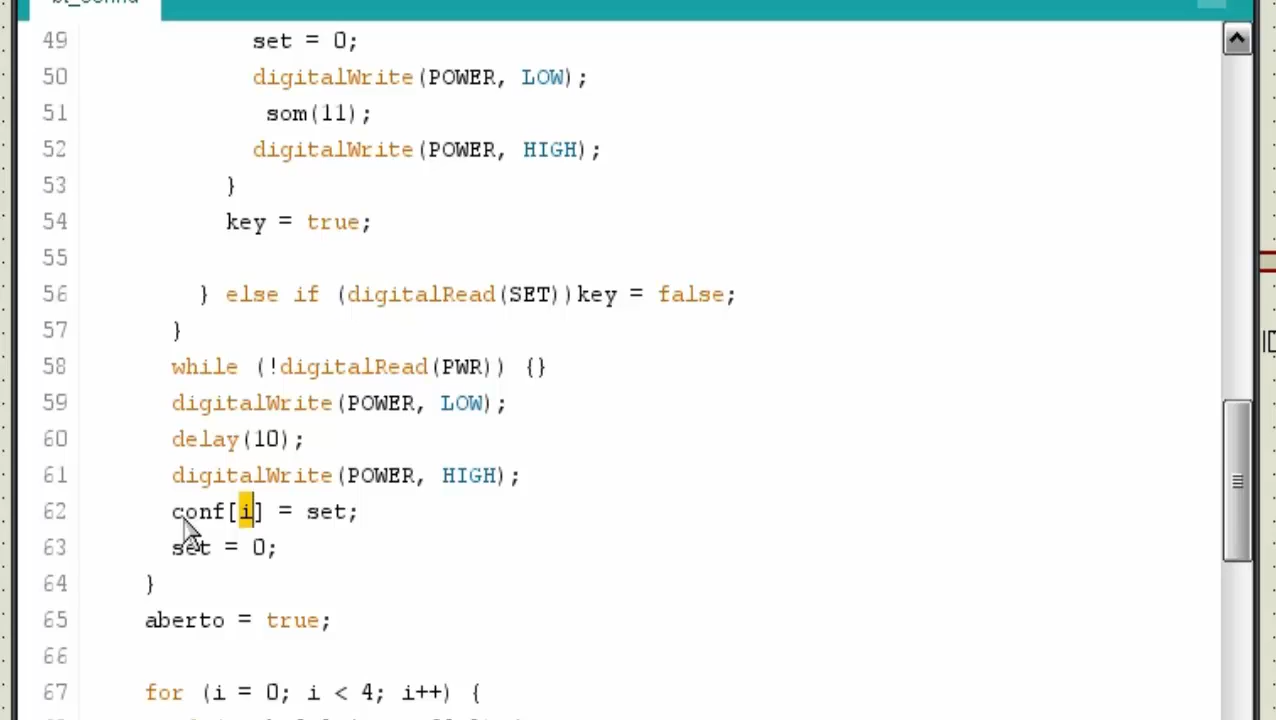 49 set = 0;
50 digitalWrite(POWER, LOW);
51 som(11);
52 digitalWrite(POWER, HIGH);
53 }
54 key = true;
55
56 } else if (digitalRead(SET))key = false;
57 }
58 while (!digitalRead(PWR)) {}
59 digitalWrite(POWER, LOW);
60 delay(10);
61 digitalWrite(POWER, HIGH);
62 conf[i] = set;
63 set = 0;
64 }
65 aberto = true;
66
67 for (i = 0; i < 4; i++) {